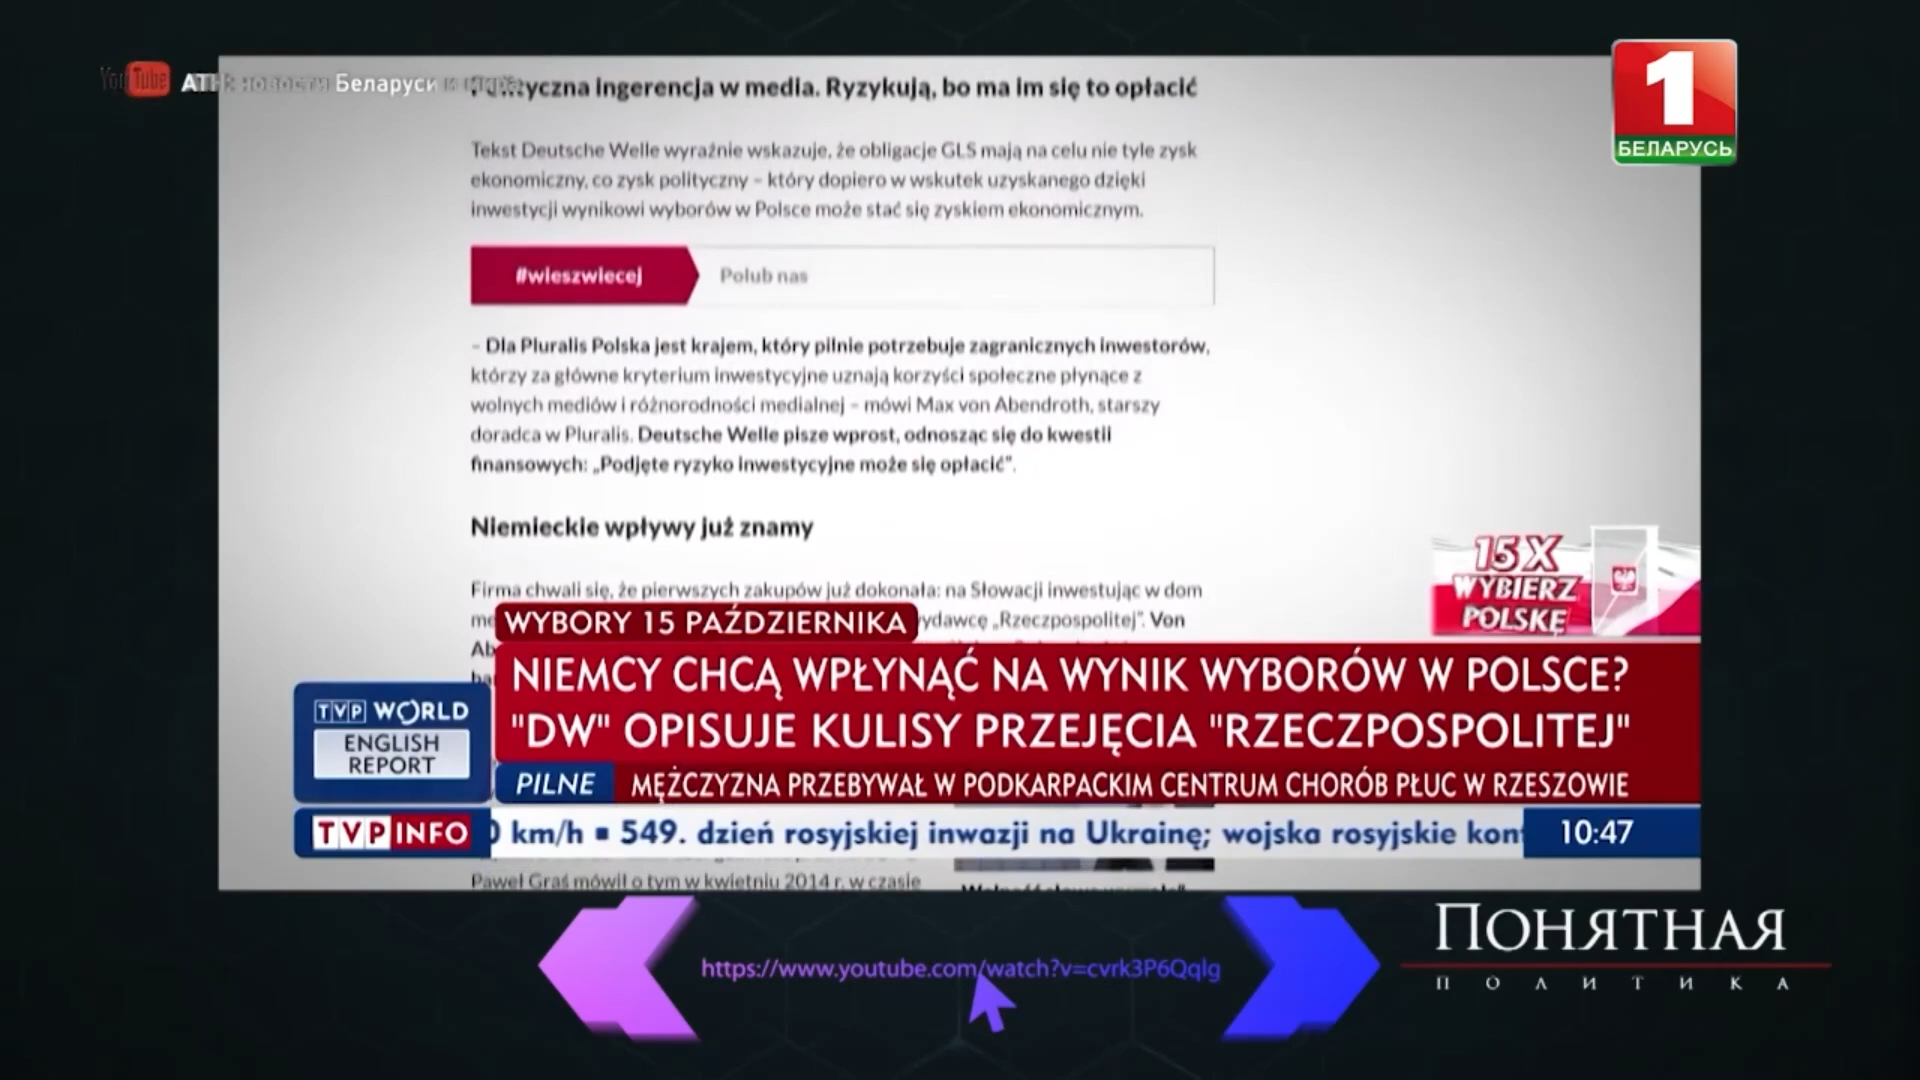 YouTube АТН: новости Беларуси и
ingerencja w media. Ryzykują, bo ma im się to opłacić
1
БЕЛАРУСЬ
Tekst Deutsche Welle wyraźnie wskazuje, że obligacje GLS mają na celu nie tyle zysk
ekonomiczny, co zysk polityczny – który dopiero w wskutek uzyskanego dzięki
inwestycji wynikowi wyborów w Polsce może stać się zyskiem ekonomicznym.
#wieszwiecej Polub nas
– Dla Pluralis Polska jest krajem, który pilnie potrzebuje zagranicznych inwestorów,
którzy za główne kryterium inwestycyjne uznają korzyści społeczne płynące z
wolnych mediów i różnorodności medialnej – mówi Max von Abendroth, starszy
doradca w Pluralis. Deutsche Welle pisze wprost, odnosząc się do kwestii
finansowych: „Podjęte ryzyko inwestycyjne może się opłacić”.
Niemieckie wpływy już znamy
15 X
WYBIERZ
POLSKĘ
Firma chwali się, że pierwszych zakupów już dokonała: na Słowacji inwestując w dom
„Rzeczpospolitej”. Von
WYBORY 15 PAŹDZIERNIKA
NIEMCY CHCĄ WPŁYNĄĆ NA WYNIK WYBORÓW W POLSCE?
"DW" OPISUJE KULISY PRZEJĘCIA "RZECZPOSPOLITEJ"
TVP WORLD
ENGLISH
REPORT
PILNE MĘŻCZYZNA PRZEBYWAŁ W PODKARPACKIM CENTRUM CHORÓB PŁUC W RZESZOWIE
TVP INFO km/h ▪ 549. dzień rosyjskiej inwazji na Ukrainę; wojska rosyjskie 10:47
Paweł Graś mówił o tym w kwietniu 2014 r. w czasie
https://www.youtube.com/watch?v=cvrk3P6Qqlg
ПОНЯТНАЯ
ПОЛИТИКА